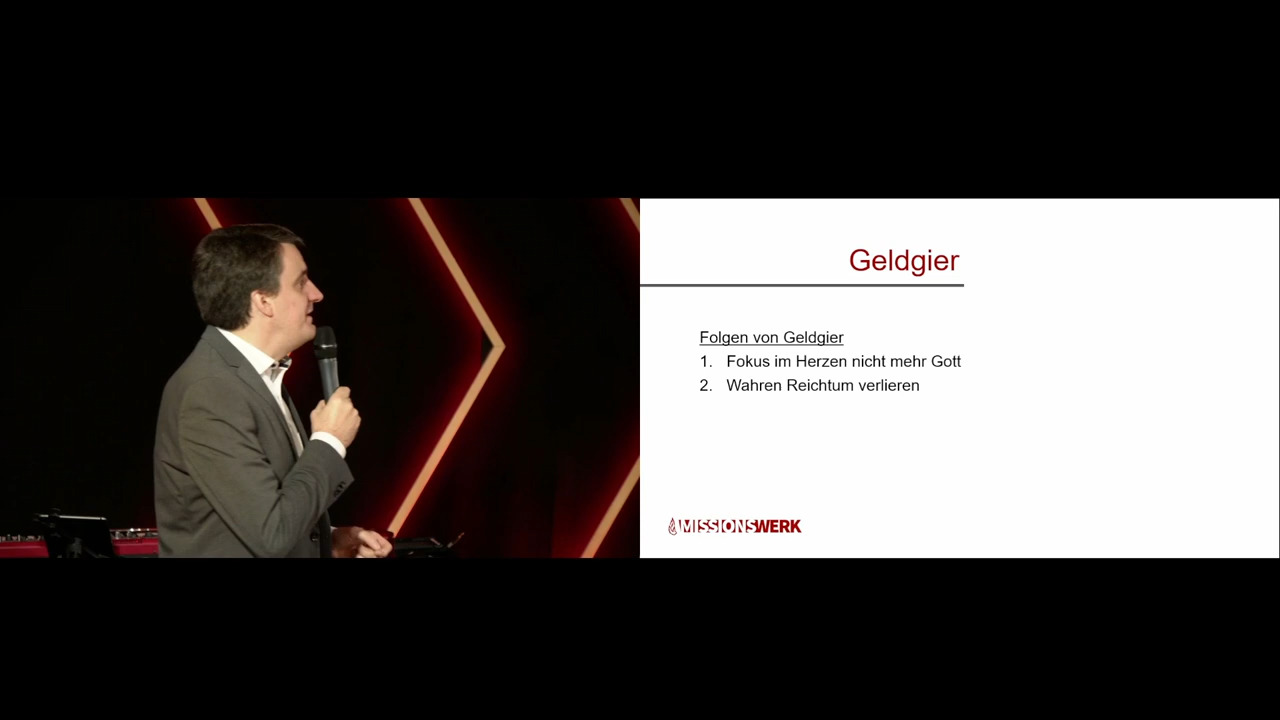 Geldgier
Folgen von Geldgier
1. Fokus im Herzen nicht mehr Gott
2. Wahren Reichtum verlieren
MISSIONSWERK